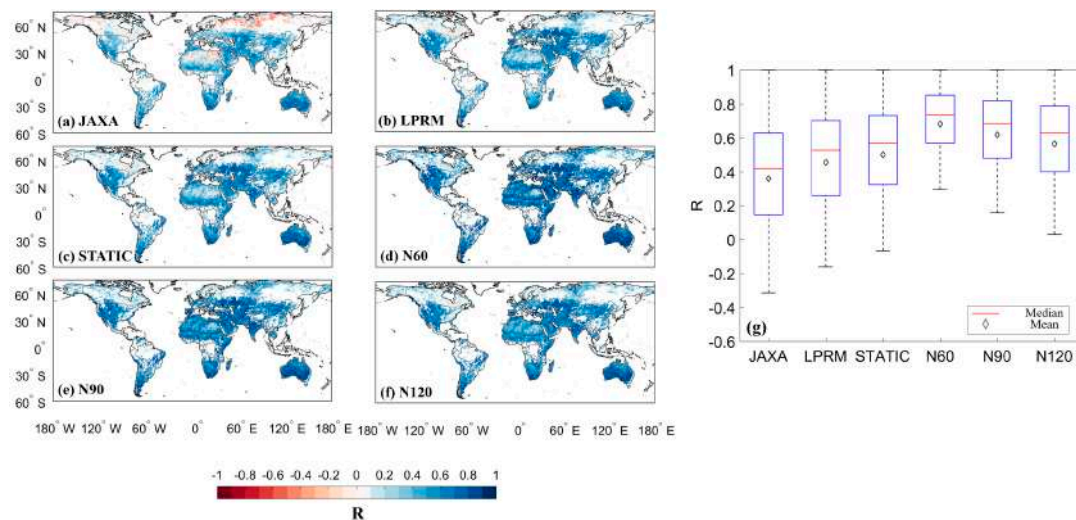 60° N
30° N
0°
30° S
60° S
(a) JAXA
(b) LPRM
60° N
30° N
0°
30° S
60° S
(c) STATIC
(d) N60
60° N
30° N
0°
30° S
60° S
(e) N90
(f) N120
180° W 120° W 60° W 0° 60° E 120° E 180° E
180° W 120° W 60° W 0° 60° E 120° E 180° E
-1 -0.8 -0.6 -0.4 -0.2 0 0.2 0.4 0.6 0.8 1
R
R
1
0.8
0.6
0.4
0.2
0
-0.2
-0.4
-0.6
(g)
Median
Mean
JAXA LPRM STATIC N60 N90 N120